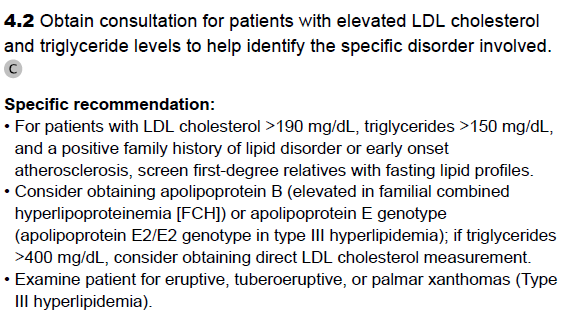 4.2 Obtain consultation for patients with elevated LDL cholesterol
and triglyceride levels to help identify the specific disorder involved.
C
Specific recommendation:
• For patients with LDL cholesterol >190 mg/dL, triglycerides >150 mg/dL,
and a positive family history of lipid disorder or early onset
atherosclerosis, screen first-degree relatives with fasting lipid profiles.
• Consider obtaining apolipoprotein B (elevated in familial combined
hyperlipoproteinemia [FCH]) or apolipoprotein E genotype
(apolipoprotein E2/E2 genotype in type III hyperlipidemia); if triglycerides
>400 mg/dL, consider obtaining direct LDL cholesterol measurement.
• Examine patient for eruptive, tuberoeruptive, or palmar xanthomas (Type
III hyperlipidemia).